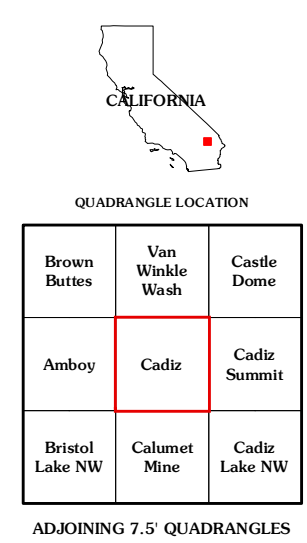 CALIFORNIA
QUADRANGLE LOCATION
Brown
Buttes
Van
Winkle
Wash
Castle
Dome
Amboy
Cadiz
Cadiz
Summit
Bristol
Lake NW
Calumet
Mine
Cadiz
Lake NW
ADJOINING 7.5' QUADRANGLES